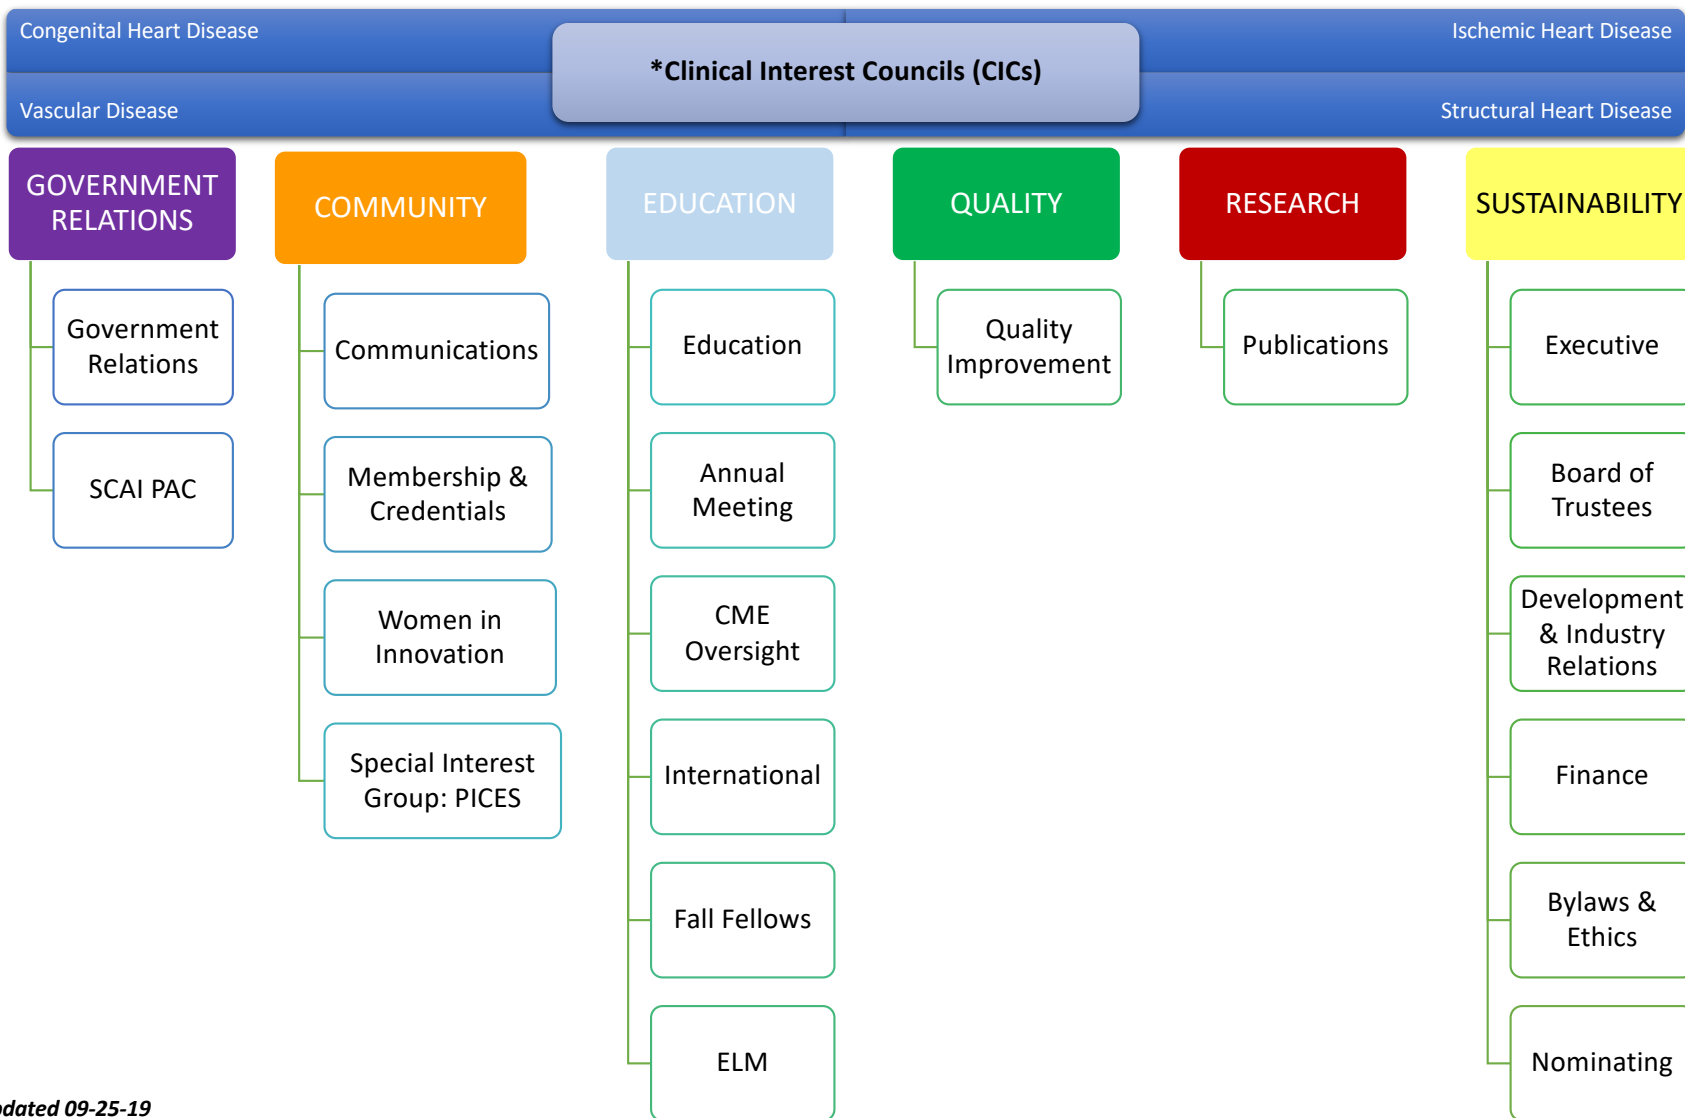 Congenital Heart Disease
Ischemic Heart Disease
*Clinical Interest Councils (CICs)
Vascular Disease
Structural Heart Disease
GOVERNMENT
RELATIONS
Government
Relations
SCAI PAC
COMMUNITY
Communications
Membership &
Credentials
Women in
Innovation
Special Interest
Group: PICES
EDUCATION
Education
Annual
Meeting
CME
Oversight
International
Fall Fellows
ELM
QUALITY
Quality
Improvement
RESEARCH
Publications
SUSTAINABILITY
Executive
Board of
Trustees
Development
& Industry
Relations
Finance
Bylaws &
Ethics
Nominating
dated 09-25-19